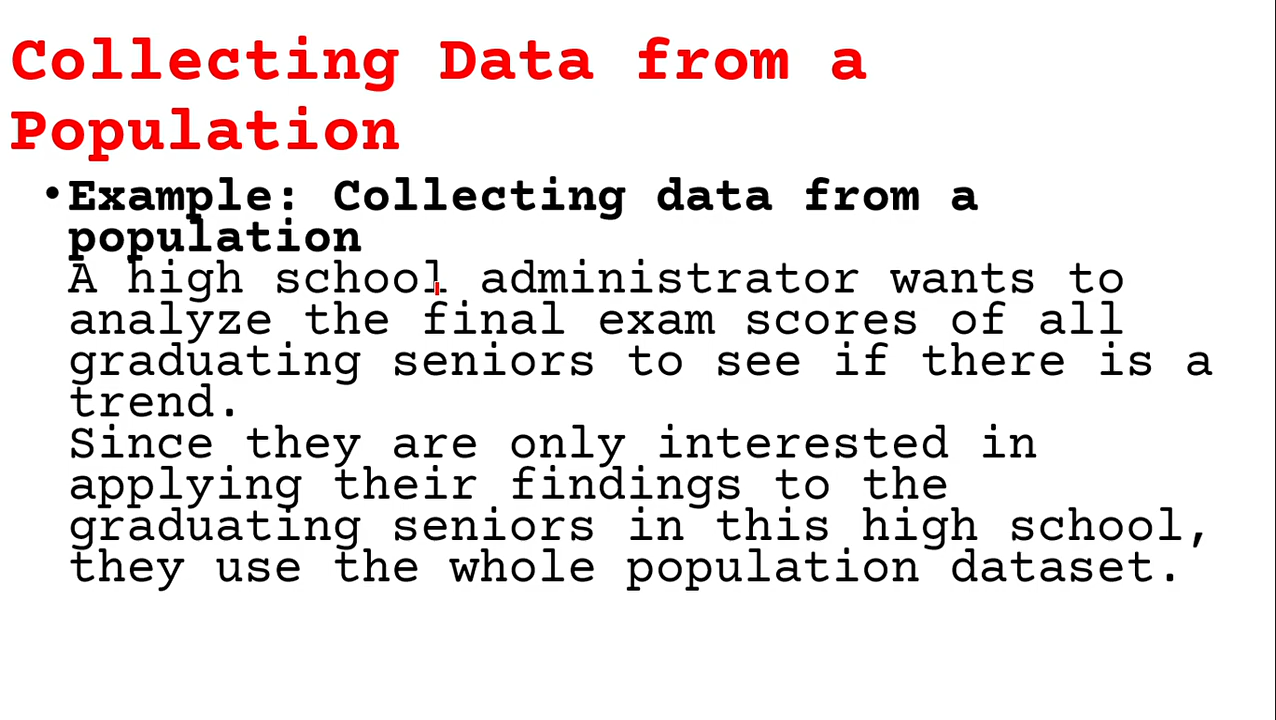 Collecting Data from a
Population
•Example: Collecting data from a
population
A high school administrator wants to
analyze the final exam scores of all
graduating seniors to see if there is a
trend.
Since they are only interested in
applying their findings to the
graduating seniors in this high school,
they use the whole population dataset.